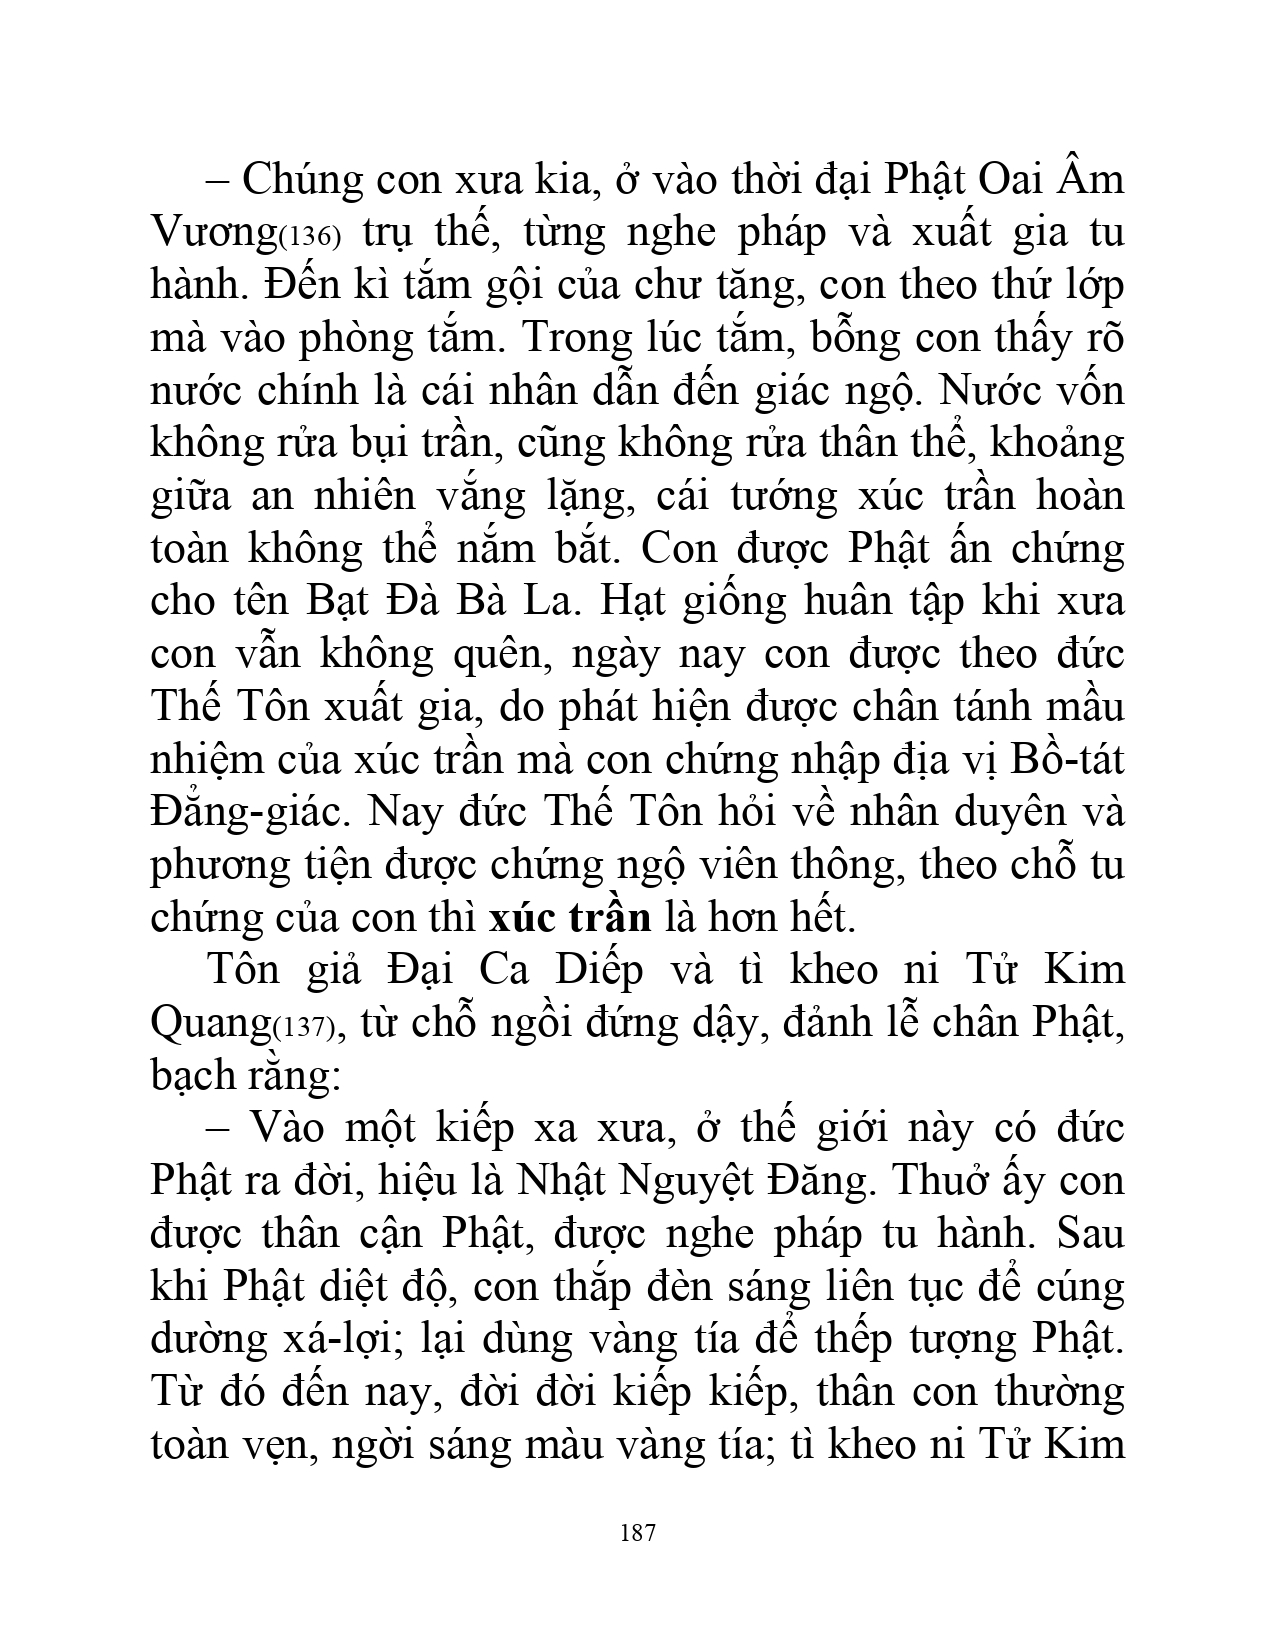 – Chúng con xưa kia, ở vào thời đại Phật Oai Âm
Vương(136) trụ thế, từng nghe pháp và xuất gia tu
hành. Đến kì tắm gội của chư tăng, con theo thứ lớp
mà vào phòng tắm. Trong lúc tắm, bỗng con thấy rõ
nước chính là cái nhân dẫn đến giác ngộ. Nước vốn
không rửa bụi trần, cũng không rửa thân thể, khoảng
giữa an nhiên vắng lặng, cái tướng xúc trần hoàn
toàn không thể nắm bắt. Con được Phật ấn chứng
cho tên Bạt Đà Bà La. Hạt giống huân tập khi xưa
con vẫn không quên, ngày nay con được theo đức
Thế Tôn xuất gia, do phát hiện được chân tánh mầu
nhiệm của xúc trần mà con chứng nhập địa vị Bồ-tát
Đẳng-giác. Nay đức Thế Tôn hỏi về nhân duyên và
phương tiện được chứng ngộ viên thông, theo chỗ tu
chứng của con thì xúc trần là hơn hết.
Tôn giả Đại Ca Diếp và tì kheo ni Tử Kim
Quang(137), từ chỗ ngồi đứng dậy, đảnh lễ chân Phật,
bạch rằng:
– Vào một kiếp xa xưa, ở thế giới này có đức
Phật ra đời, hiệu là Nhật Nguyệt Đăng. Thuở ấy con
được thân cận Phật, được nghe pháp tu hành. Sau
khi Phật diệt độ, con thắp đèn sáng liên tục để cúng
dường xá-lợi; lại dùng vàng tía để thếp tượng Phật.
Từ đó đến nay, đời đời kiếp kiếp, thân con thường
toàn vẹn, ngời sáng màu vàng tía; tì kheo ni Tử Kim
187